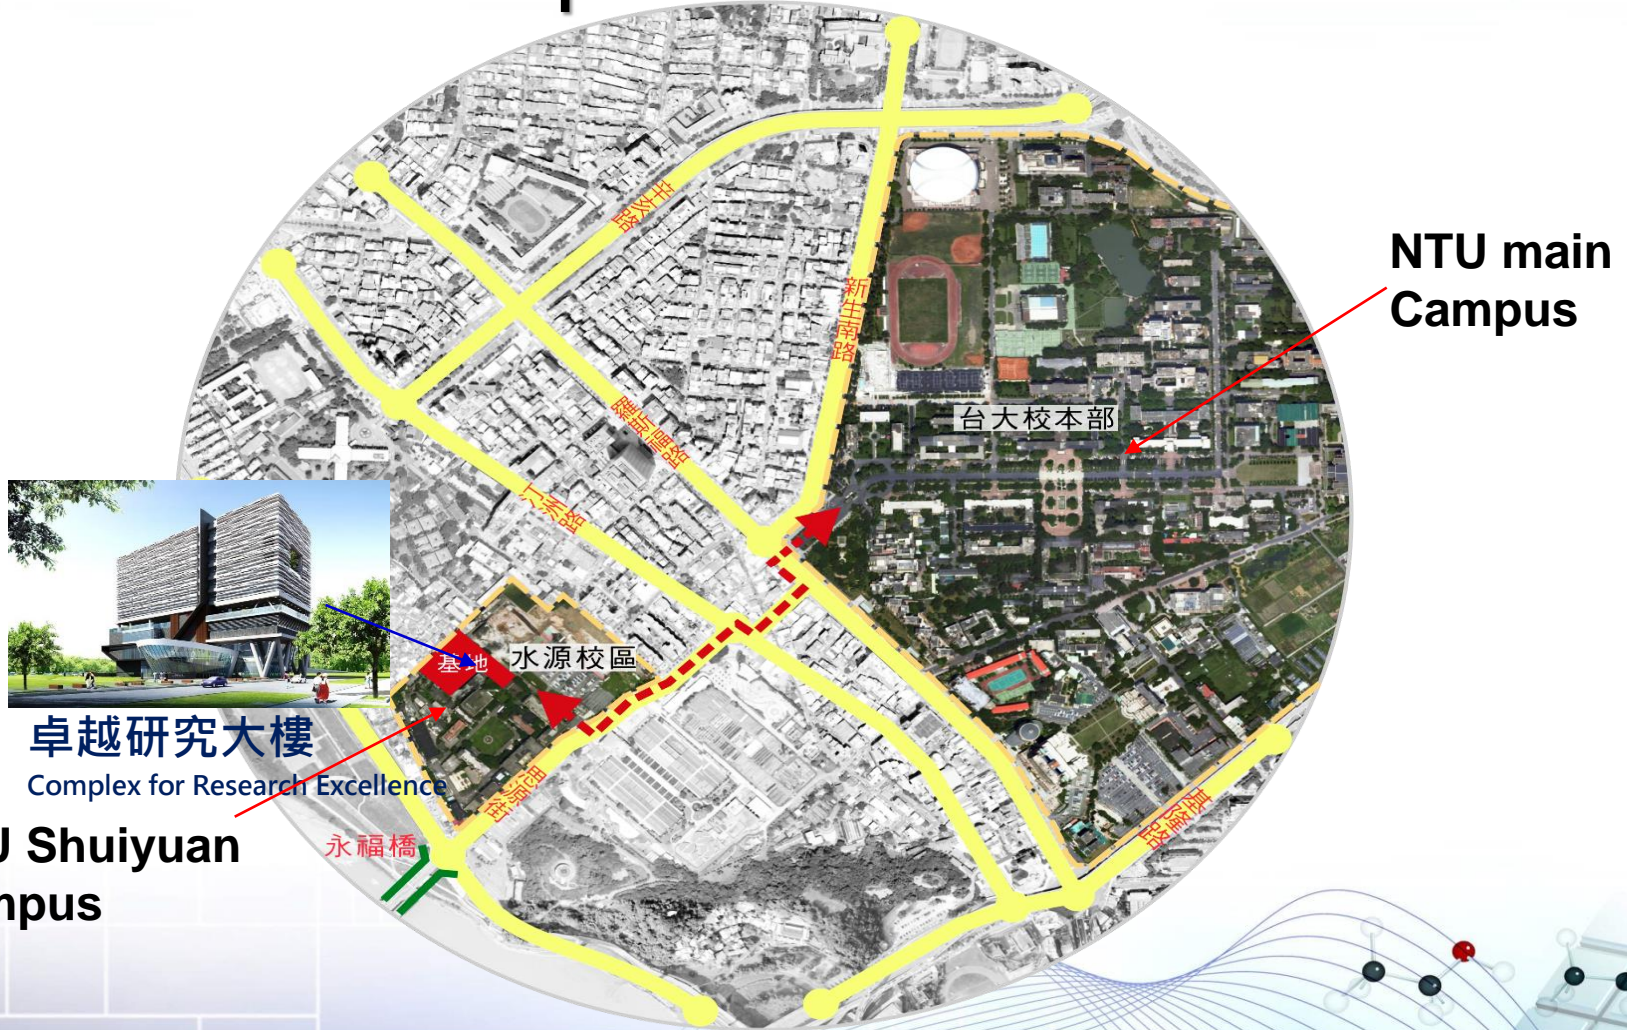 辛亥路
新生南路
NTU main
Campus
羅斯福路
台大校本部
汀洲路
基地
水源校區
卓越研究大樓
Complex for Research Excellence
思源街
基隆路
永福橋
U Shuiyuan
mpus